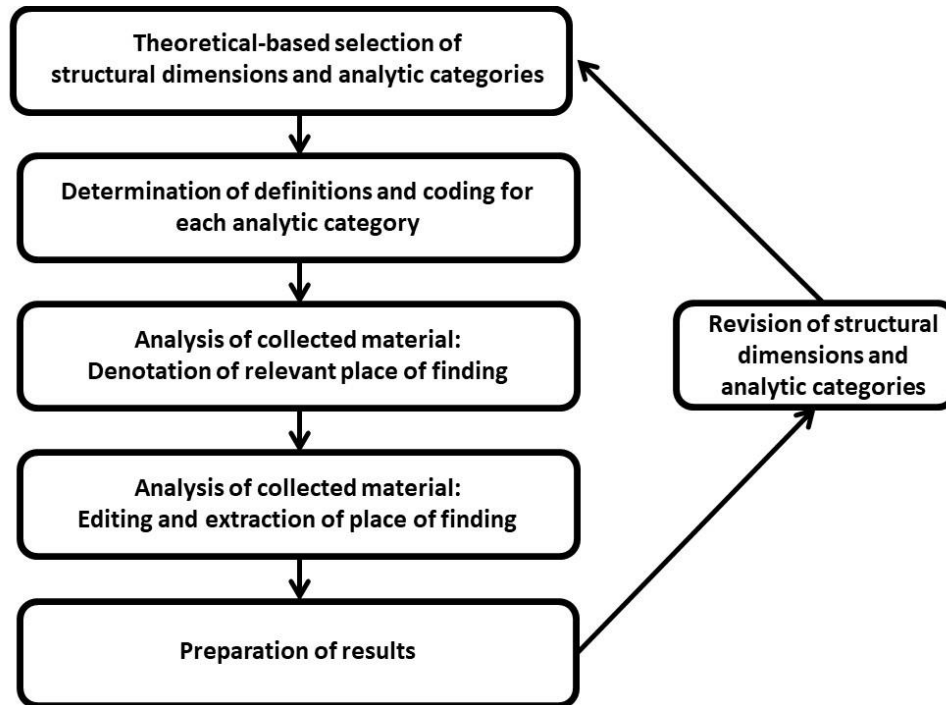 Theoretical-based selection of
structural dimensions and analytic categories
Determination of definitions and coding for
each analytic category
Analysis of collected material:
Denotation of relevant place of finding
Analysis of collected material:
Editing and extraction of place of finding
Preparation of results
Revision of structural
dimensions and
analytic categories